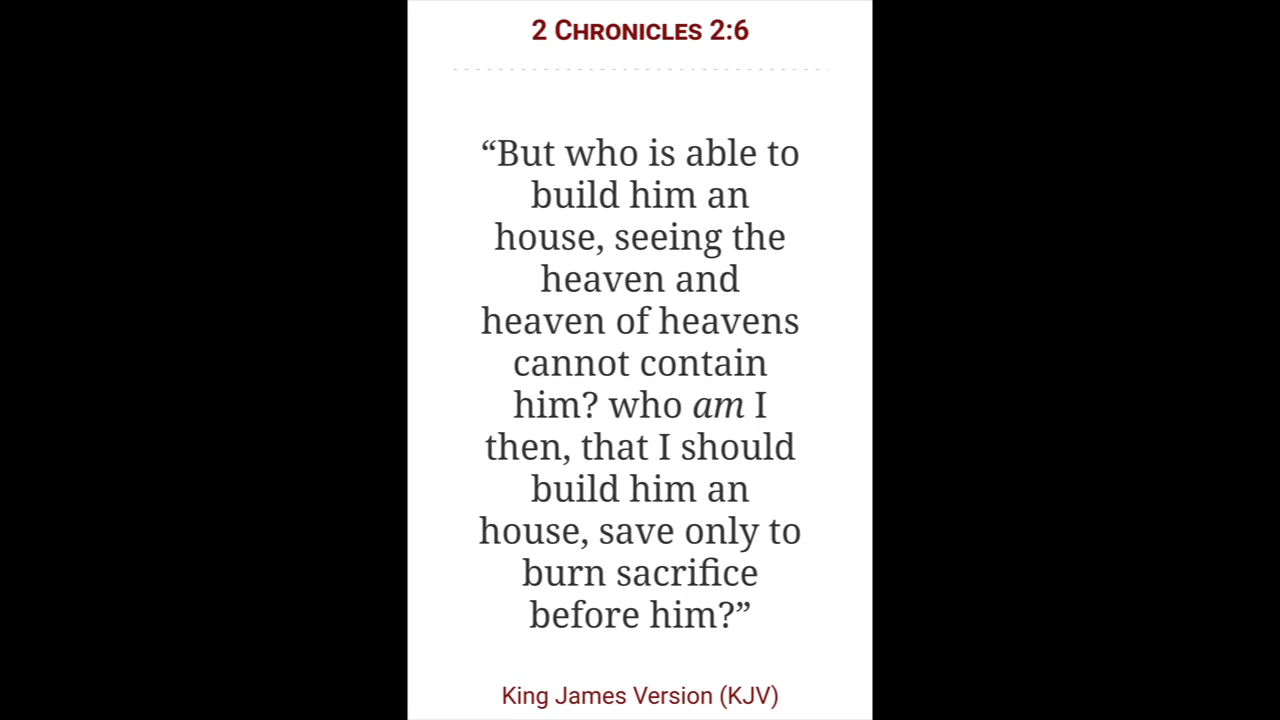 2 Chronicles 2:6
“But who is able to
build him an
house, seeing the
heaven and
heaven of heavens
cannot contain
him? who am I
then, that I should
build him an
house, save only to
burn sacrifice
before him?”
King James Version (KJV)